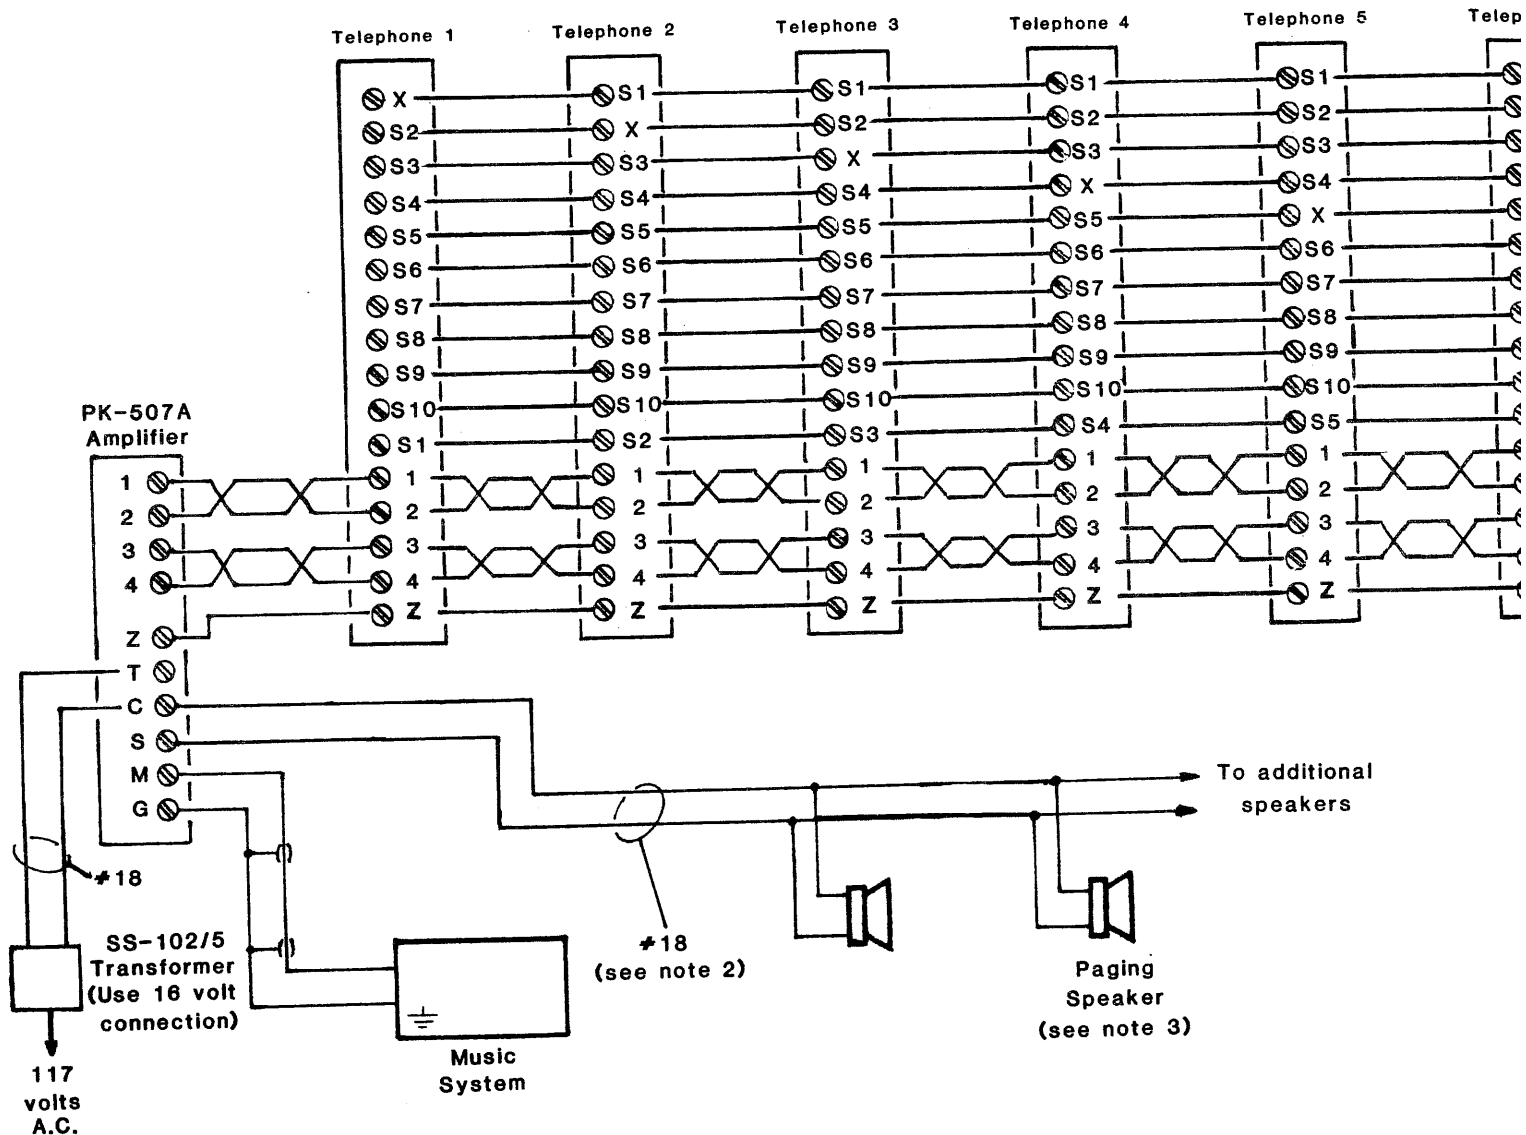 Telephone 1
Telephone 2
Telephone 3
Telephone 4
Telephone 5
Telep
X
S2
S3
S4
S5
S6
S7
S8
S9
S10
S1
1
2
3
4
Z
S1
X
S3
S4
S5
S6
S7
S8
S9
S10
S2
1
2
3
4
Z
S1
S2
X
S4
S5
S6
S7
S8
S9
S10
S3
1
2
3
4
Z
S1
S2
S3
X
S5
S6
S7
S8
S9
S10
S4
1
2
3
4
Z
S1
S2
S3
S4
X
S6
S7
S8
S9
S10
S5
1
2
3
4
Z
PK-507A
Amplifier
1
2
3
4
Z
T
C
S
M
G
#18
SS-102/5
Transformer
(Use 16 volt
connection)
117
volts
A.C.
Music
System
#18
(see note 2)
To additional
speakers
Paging
Speaker
(see note 3)